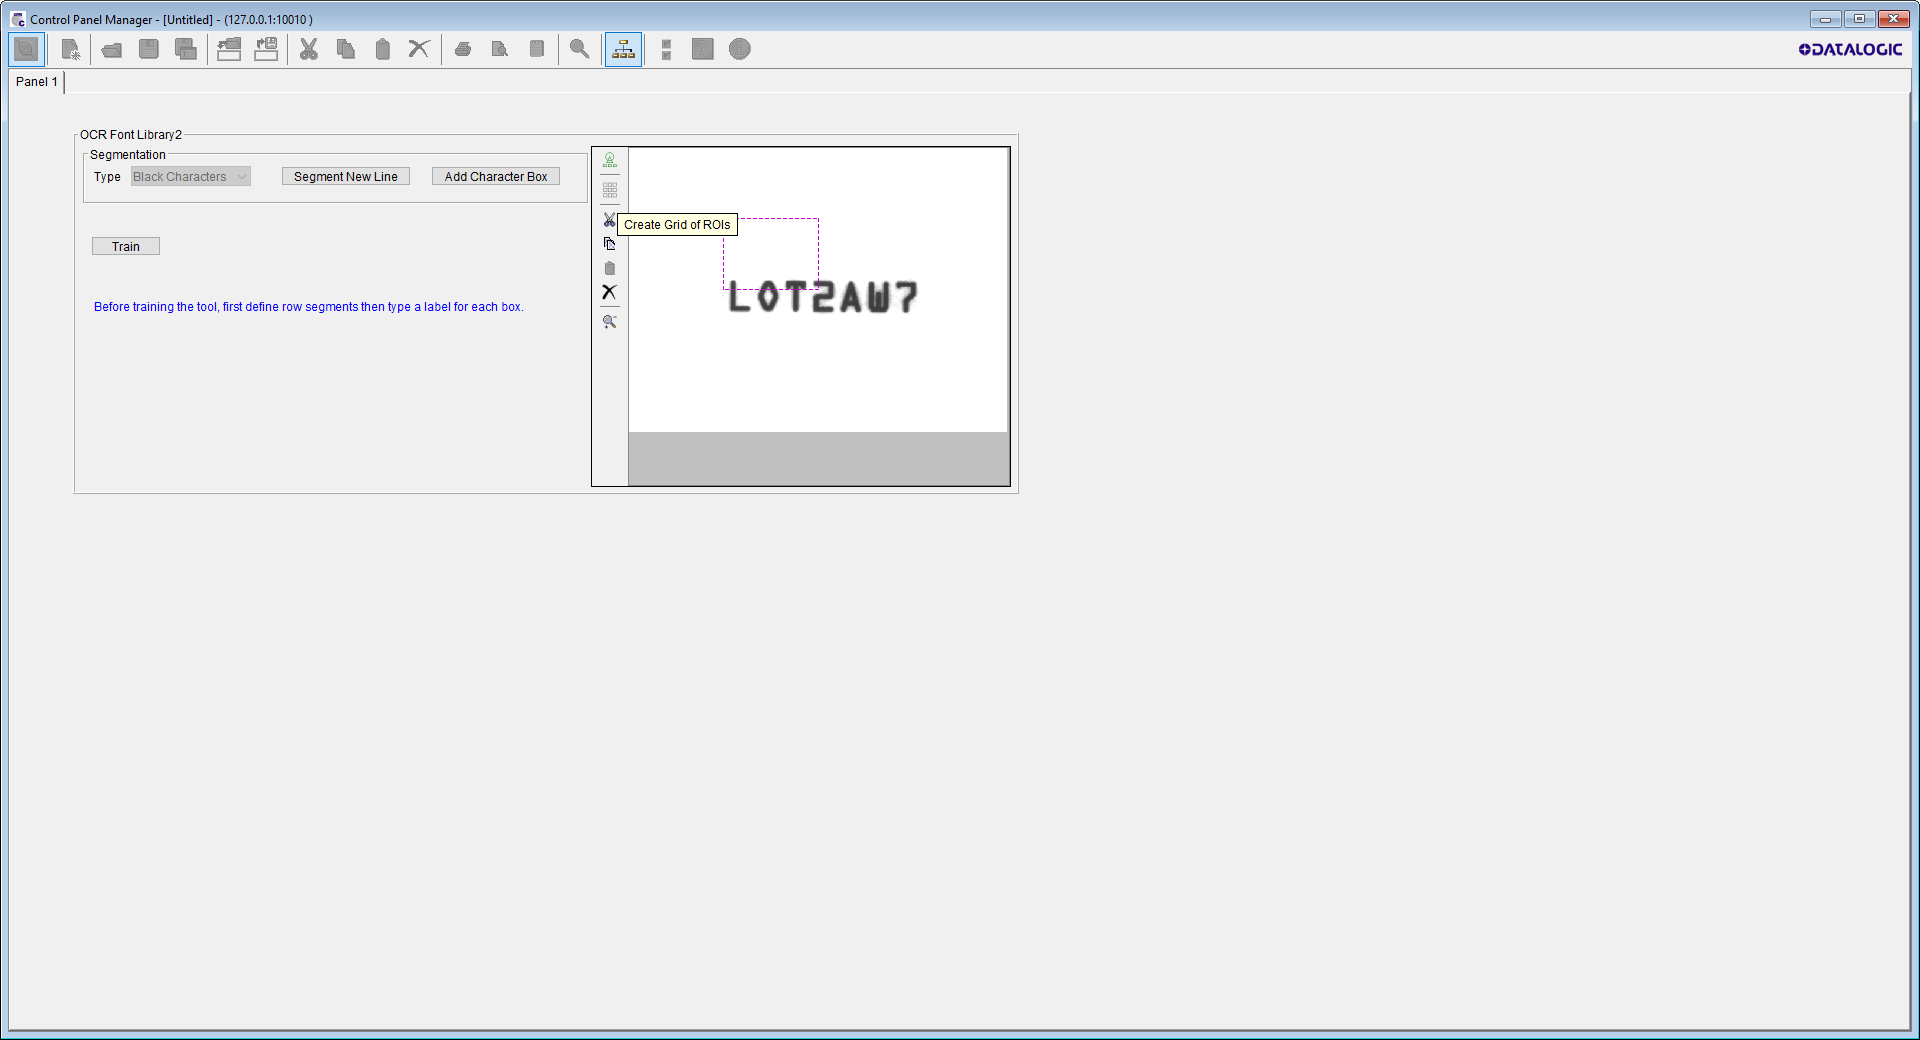 Control Panel Manager - [Untitled] - (127.0.0.1:10010 )
DATALOGIC
Panel 1
OCR Font Library2
Segmentation
Type Black Characters Segment New Line Add Character Box
Create Grid of ROIs
Train
LOT2AW7
Before training the tool, first define row segments then type a label for each box.